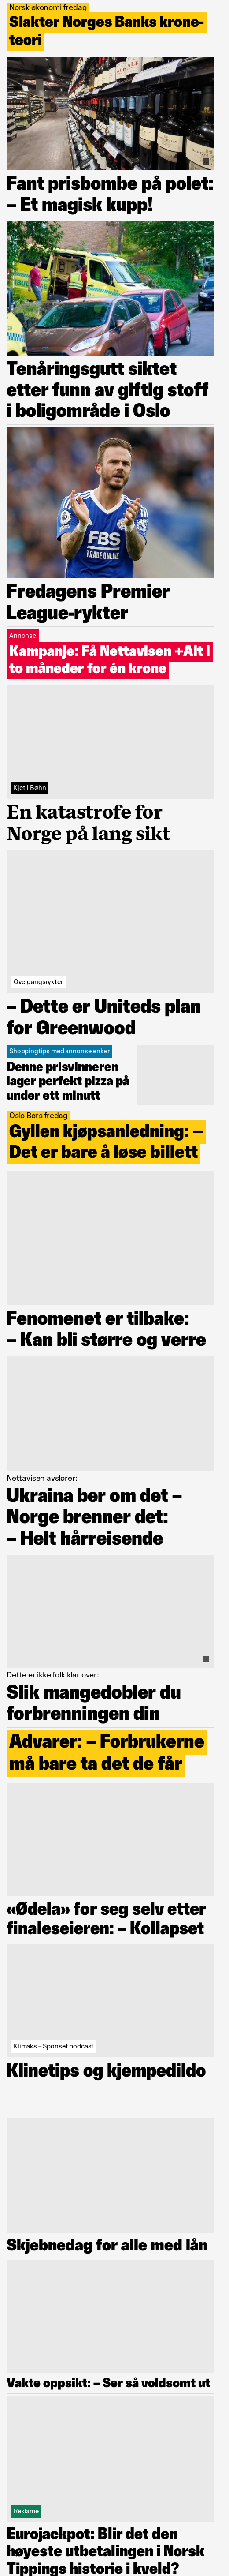 Norsk økonomi fredag
Slakter Norges Banks krone-
teori
Fant prisbombe på polet:
– Et magisk kupp!
Tenåringsgutt siktet
etter funn av giftig stoff
i boligområde i Oslo
FBS
TRADE ONLINE
Fredagens Premier
League-rykter
Annonse
Kampanje: Få Nettavisen +Alt i
to måneder for én krone
Kjetil Bøhn
En katastrofe for
Norge på lang sikt
Overgangsrykter
– Dette er Uniteds plan
for Greenwood
Shoppingtips med annonselenker
Denne prisvinneren
lager perfekt pizza på
under ett minutt
Oslo Børs fredag
Gyllen kjøpsanledning: –
Det er bare å løse billett
Fenomenet er tilbake:
– Kan bli større og verre
Nettavisen avslører:
Ukraina ber om det –
Norge brenner det:
– Helt hårreisende
Dette er ikke folk klar over:
Slik mangedobler du
forbrenningen din
Advarer: – Forbrukerne
må bare ta det de får
«Ødela» for seg selv etter
finaleseieren: – Kollapset
Klimaks – Sponset podcast
Klinetips og kjempedildo
Skjebnedag for alle med lån
Vakte oppsikt: – Ser så voldsomt ut
Reklame
Eurojackpot: Blir det den
høyeste utbetalingen i Norsk
Tippings historie i kveld?